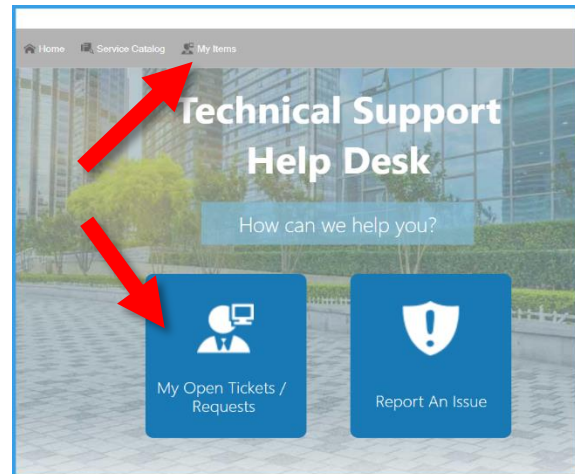 Home Service Catalog My Items
Technical Support
Help Desk
How can we help you?
My Open Tickets /
Requests
Report An Issue